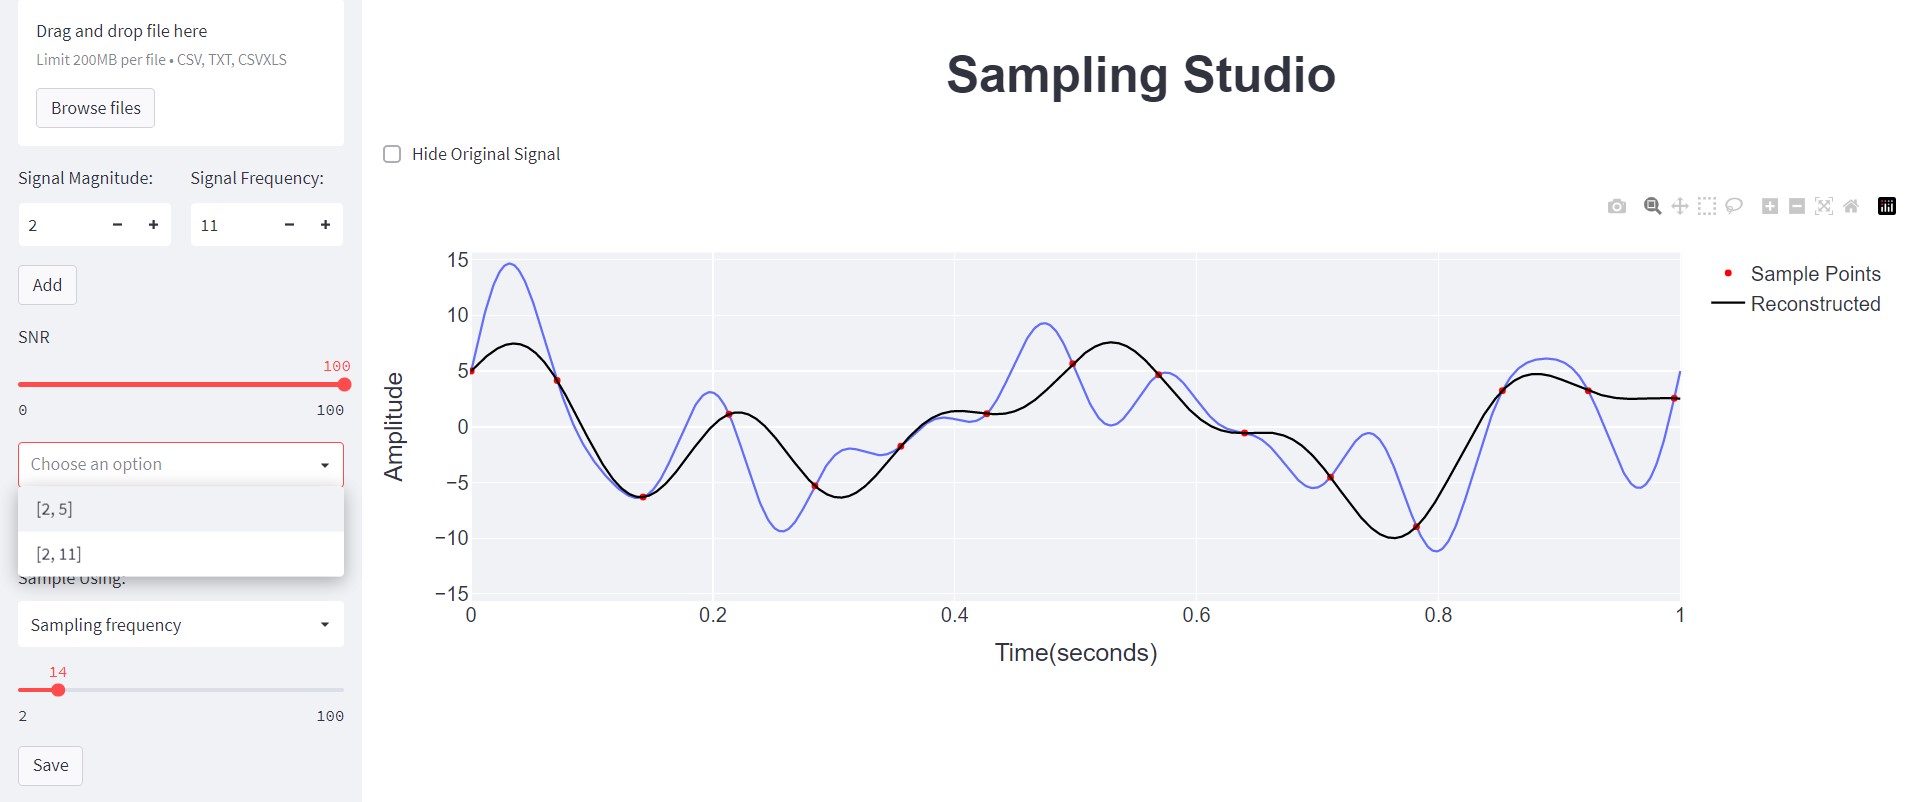 Drag and drop file here
Limit 200MB per file • CSV, TXT, CSVXLS
Browse files
Signal Magnitude: Signal Frequency:
2 − + 11 − +
Add
SNR
100
0 100
Choose an option
[2, 5]
[2, 11]
Sample Using:
Sampling frequency
14
2 100
Save
Sampling Studio
Hide Original Signal
Sample Points
Reconstructed
Amplitude
15
10
5
0
−5
−10
−15
0 0.2 0.4 0.6 0.8 1
Time(seconds)